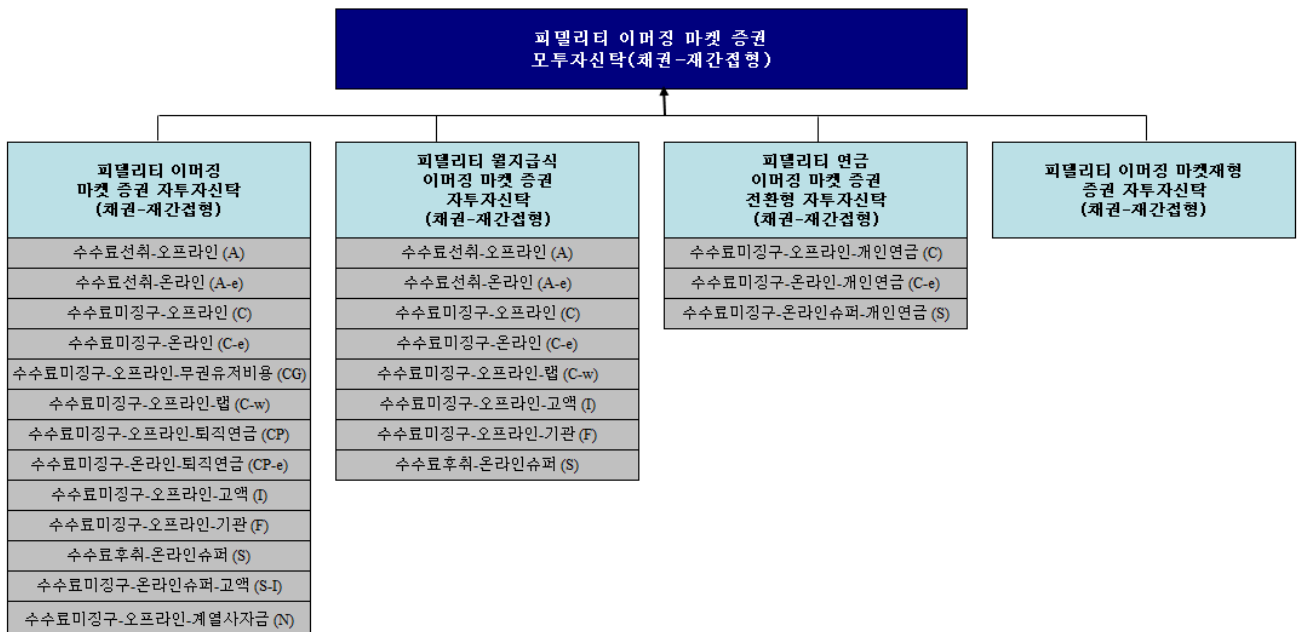 피델리티 이머징 마켓 증권
모투자신탁(채권-재간접형)
피델리티 이머징
마켓 증권 자투자신탁
(채권-재간접형)
수수료선취-오프라인 (A)
수수료선취-온라인 (A-e)
수수료미징구-오프라인 (C)
수수료미징구-온라인 (C-e)
수수료미징구-오프라인-무권유저비용 (CG)
수수료미징구-오프라인-랩 (C-w)
수수료미징구-오프라인-퇴직연금 (CP)
수수료미징구-온라인-퇴직연금 (CP-e)
수수료미징구-오프라인-고액 (I)
수수료미징구-오프라인-기관 (F)
수수료후취-온라인슈퍼 (S)
수수료미징구-온라인슈퍼-고액 (S-I)
수수료미징구-오프라인-계열사자금 (N)
피델리티 월지급식
이머징 마켓 증권
자투자신탁
(채권-재간접형)
수수료선취-오프라인 (A)
수수료선취-온라인 (A-e)
수수료미징구-오프라인 (C)
수수료미징구-온라인 (C-e)
수수료미징구-오프라인-랩 (C-w)
수수료미징구-오프라인-고액 (I)
수수료미징구-오프라인-기관 (F)
수수료후취-온라인슈퍼 (S)
피델리티 연금
이머징 마켓 증권
전환형 자투자신탁
(채권-재간접형)
수수료미징구-오프라인-개인연금 (C)
수수료미징구-온라인-개인연금 (C-e)
수수료미징구-온라인슈퍼-개인연금 (S)
피델리티 이머징 마켓재형
증권 자투자신탁
(채권-재간접형)